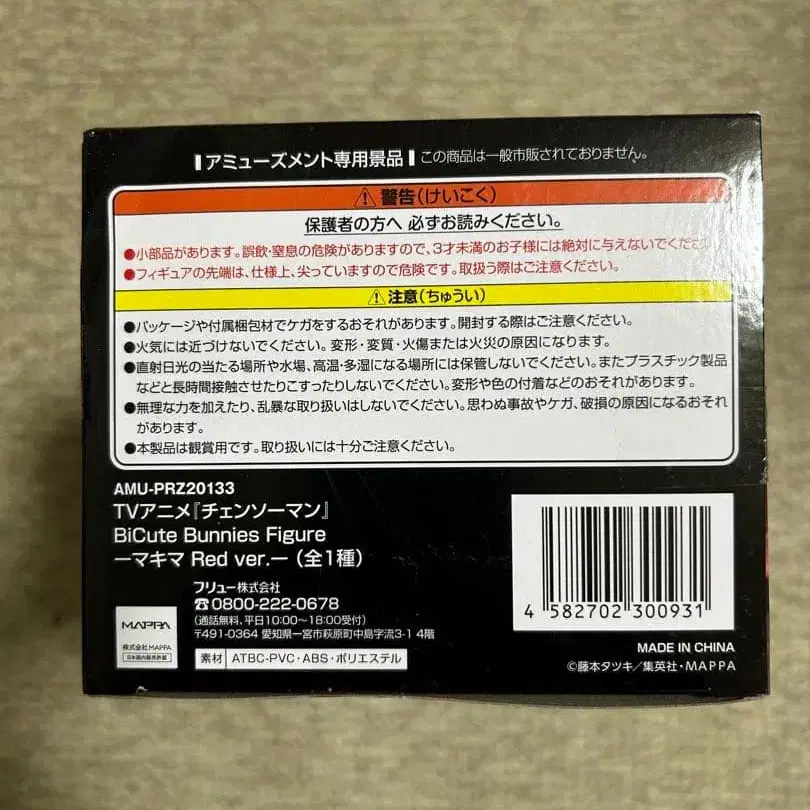 アミューズメント専用景品 この商品は一般市販されておりません。
⚠警告(けいこく)
保護者の方へ 必ずお読みください。
●小部品があります。誤飲・窒息の危険がありますので、3才未満のお子様には絶対に与えないでください。
●フィギュアの先端は、仕様上、尖っていますので危険です。取扱う際はご注意ください。
⚠注意(ちゅうい)
●パッケージや付属梱包材でケガをするおそれがあります。開封する際はご注意ください。
●火気には近づけないでください。変形・変質・火傷または火災の原因になります。
●直射日光の当たる場所や水場、高温・多湿になる場所には保管しないでください。またプラスチック製品
などと長時間接触させたりこすったりしないでください。変形や色の付着などのおそれがあります。
●無理な力を加えたり、乱暴な取り扱いはしないでください。思わぬ事故やケガ、破損の原因になるおそれ
があります。
●本製品は観賞用です。取り扱いには十分ご注意ください。
AMU-PRZ20133
TVアニメ『チェンソーマン』
BiCute Bunnies Figure
ーマキマ Red ver.ー (全1種)
フリュー株式会社
☎0800-222-0678
(通話無料、平日10:00~18:00受付)
〒491-0364 愛知県一宮市萩原町中島字流3-1 4階
MAPPA
株式会社MAPPA
日本国内販売許諾
素材 ATBC-PVC・ABS・ポリエステル
4 582702 300931
MADE IN CHINA
©藤本タツキ/集英社・MAPPA